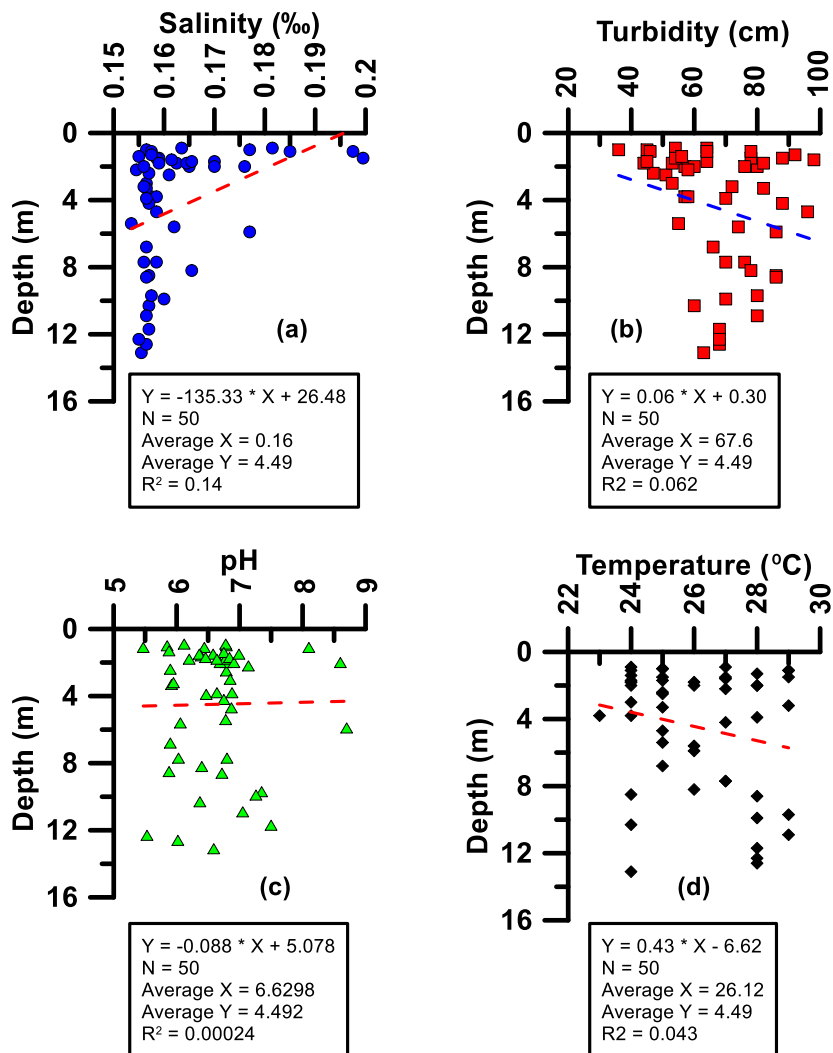 Salinity (‰)
0.15 0.16 0.17 0.18 0.19 0.2
0
4
8
12
16
Depth (m)
(a)
Y = -135.33 * X + 26.48
N = 50
Average X = 0.16
Average Y = 4.49
R² = 0.14
Turbidity (cm)
20 40 60 80 100
0
4
8
12
16
Depth (m)
(b)
Y = 0.06 * X + 0.30
N = 50
Average X = 67.6
Average Y = 4.49
R2 = 0.062
pH
5 6 7 8 9
0
4
8
12
16
Depth (m)
(c)
Y = -0.088 * X + 5.078
N = 50
Average X = 6.6298
Average Y = 4.492
R² = 0.00024
Temperature (ºC)
22 24 26 28 30
0
4
8
12
16
Depth (m)
(d)
Y = 0.43 * X - 6.62
N = 50
Average X = 26.12
Average Y = 4.49
R2 = 0.043